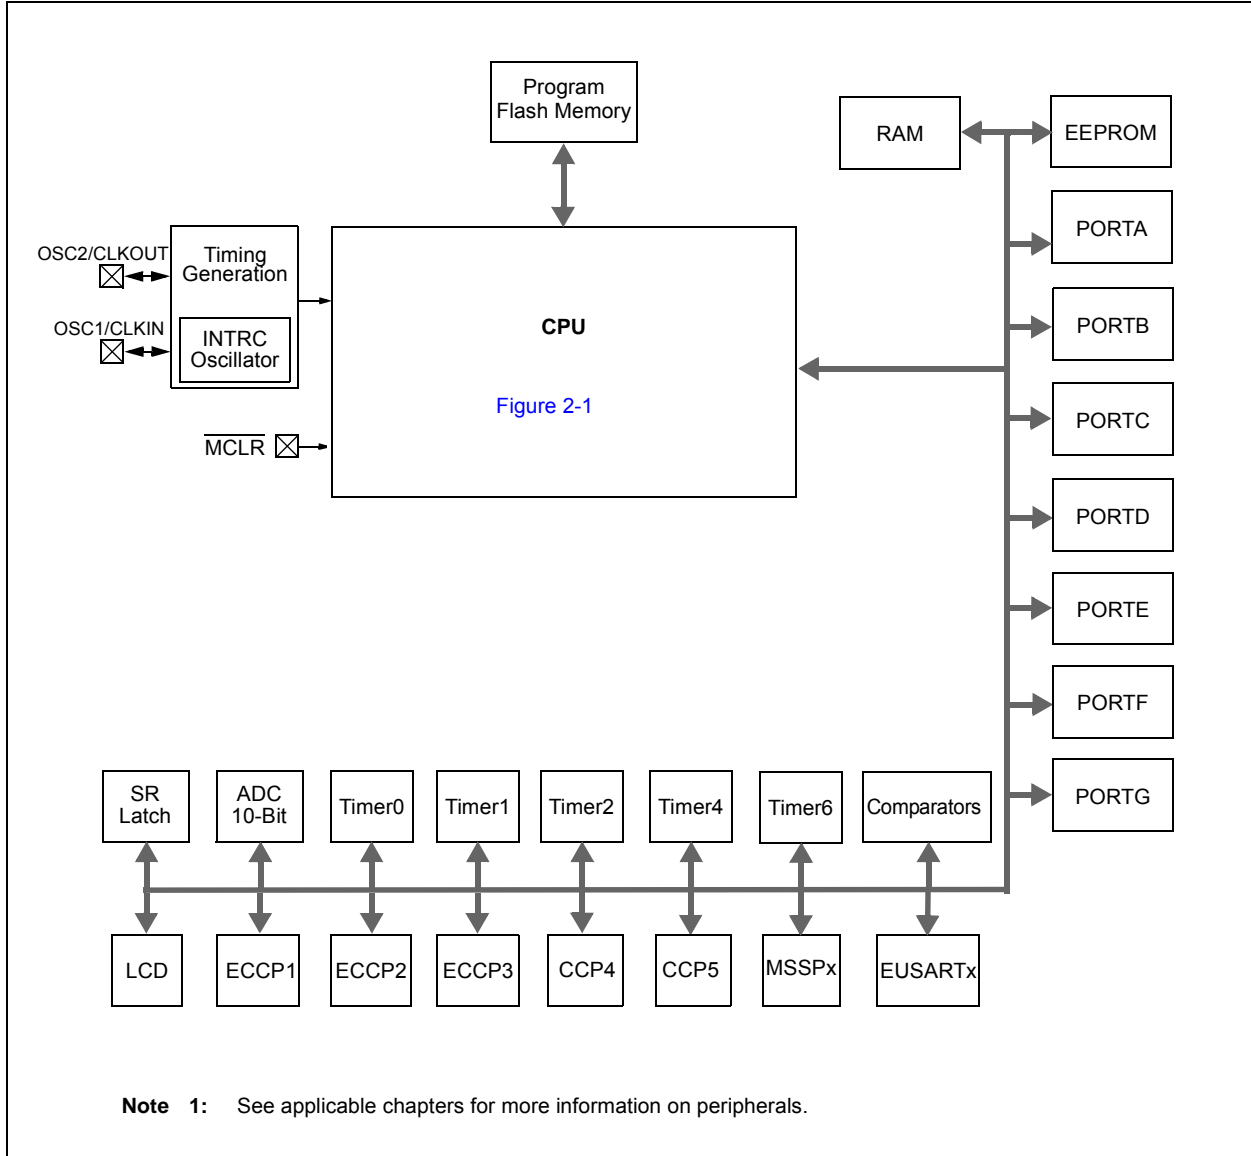 Program
Flash Memory
RAM
EEPROM
OSC2/CLKOUT
Timing
Generation
PORTA
OSC1/CLKIN
INTRC
Oscillator
CPU
PORTB
Figure 2-1
MCLR
PORTC
PORTD
PORTE
PORTF
SR
Latch
ADC
10-Bit
Timer0
Timer1
Timer2
Timer4
Timer6
Comparators
PORTG
LCD
ECCP1
ECCP2
ECCP3
CCP4
CCP5
MSSPx
EUSARTx
Note 1: See applicable chapters for more information on peripherals.